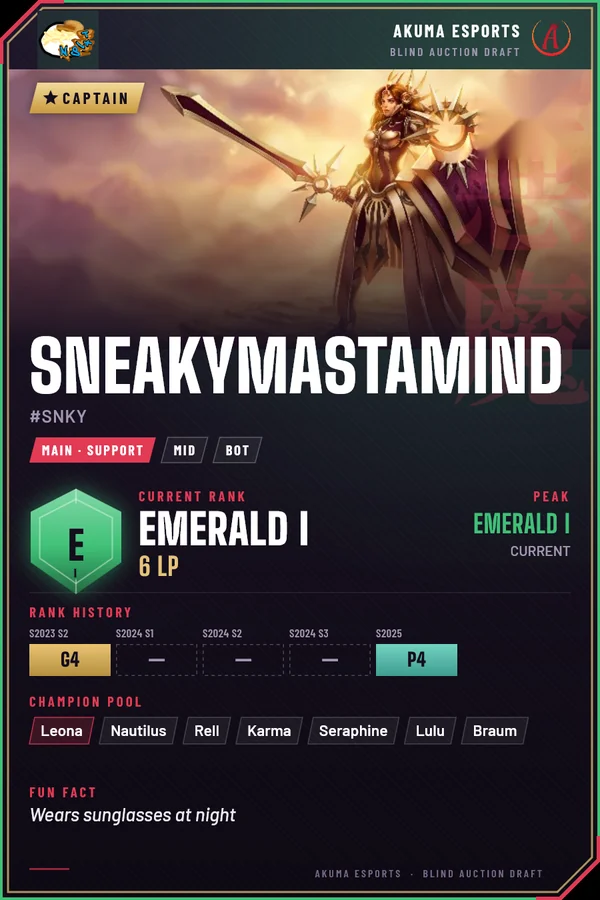 AKUMA ESPORTS
BLIND AUCTION DRAFT
★ CAPTAIN
SNEAKYMASTAMIND
#SNKY
MAIN · SUPPORT MID BOT
CURRENT RANK PEAK
E EMERALD I EMERALD I
I 6 LP CURRENT
RANK HISTORY
S2023 S2 S2024 S1 S2024 S2 S2024 S3 S2025
G4 — — — P4
CHAMPION POOL
Leona Nautilus Rell Karma Seraphine Lulu Braum
FUN FACT
Wears sunglasses at night
AKUMA ESPORTS · BLIND AUCTION DRAFT